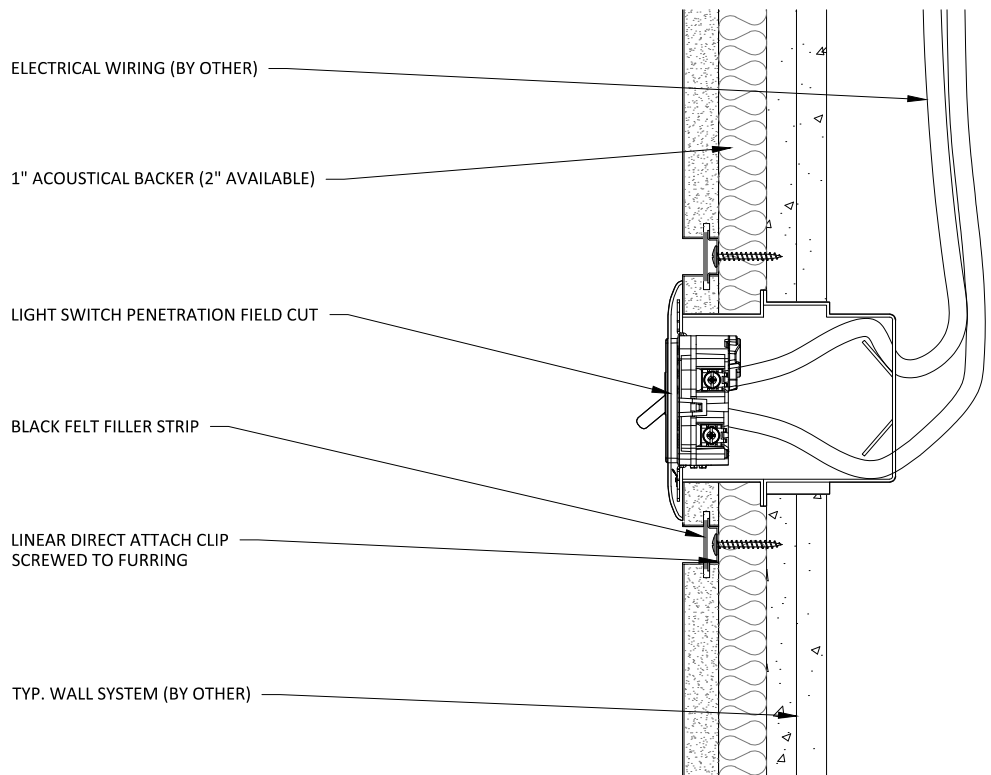 ELECTRICAL WIRING (BY OTHER)
1" ACOUSTICAL BACKER (2" AVAILABLE)
LIGHT SWITCH PENETRATION FIELD CUT
BLACK FELT FILLER STRIP
LINEAR DIRECT ATTACH CLIP
SCREWED TO FURRING
TYP. WALL SYSTEM (BY OTHER)